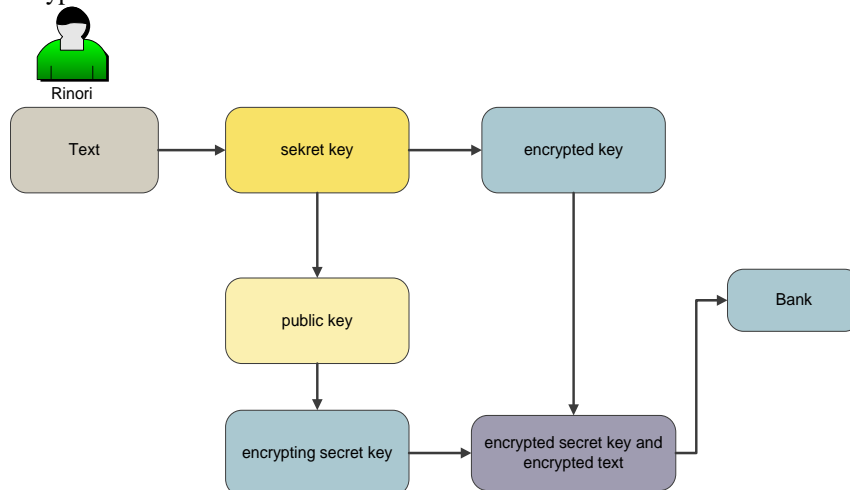 Rinori
Text
sekret key
encrypted key
public key
Bank
encrypting secret key
encrypted secret key and
encrypted text